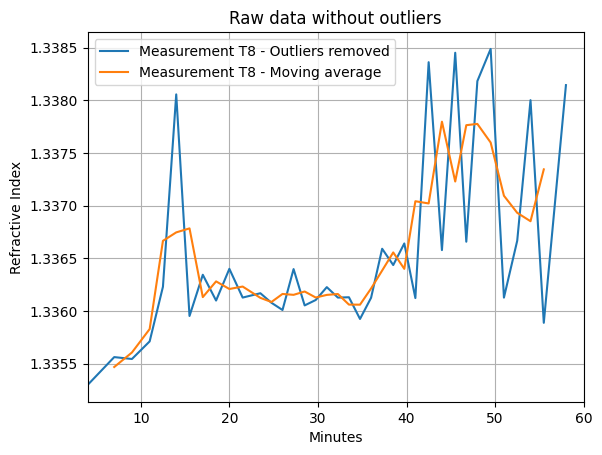 Raw data without outliers
Measurement T8 - Outliers removed
Measurement T8 - Moving average
Refractive Index
1.3385
1.3380
1.3375
1.3370
1.3365
1.3360
1.3355
10 20 30 40 50 60
Minutes